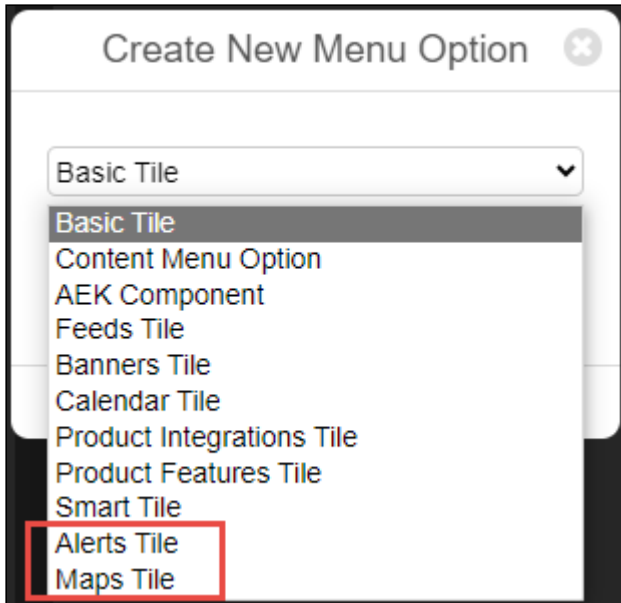 Create New Menu Option
Basic Tile
Basic Tile
Content Menu Option
AEK Component
Feeds Tile
Banners Tile
Calendar Tile
Product Integrations Tile
Product Features Tile
Smart Tile
Alerts Tile
Maps Tile